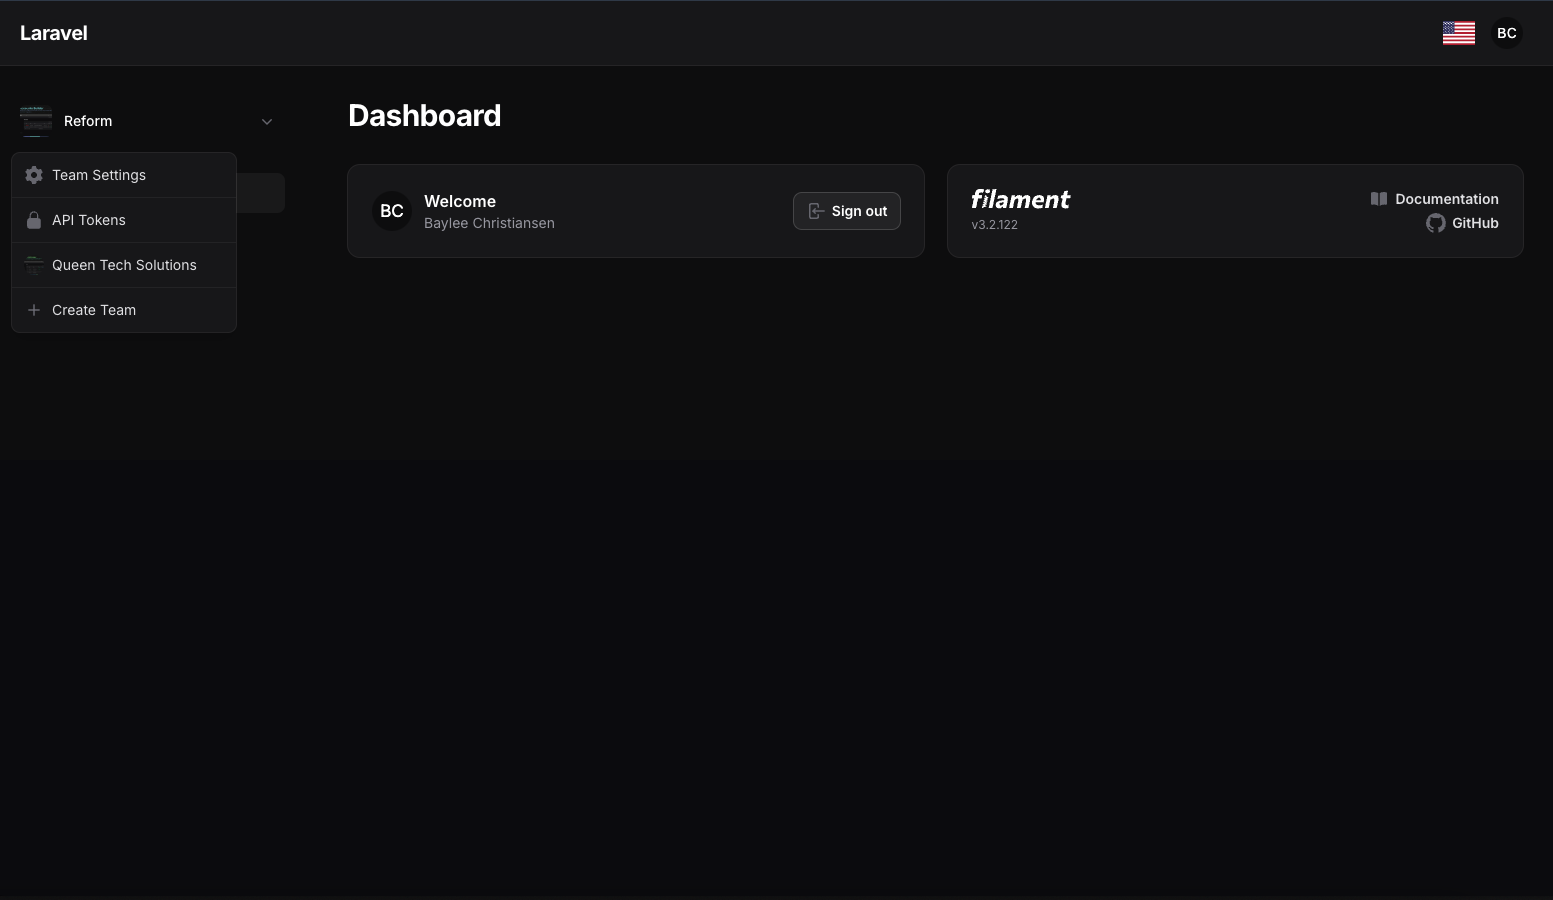 Laravel
BC
Reform
Team Settings
API Tokens
Queen Tech Solutions
Create Team
Dashboard
BC
Welcome
Baylee Christiansen
Sign out
filament
v3.2.122
Documentation
GitHub